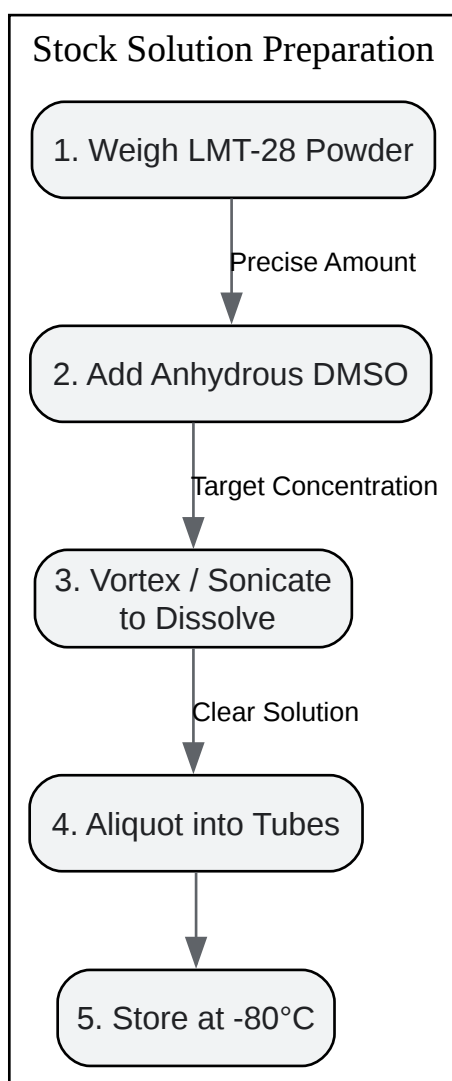 Stock Solution Preparation
1. Weigh LMT-28 Powder
Precise Amount
2. Add Anhydrous DMSO
Target Concentration
3. Vortex / Sonicate
to Dissolve
Clear Solution
4. Aliquot into Tubes
5. Store at -80°C